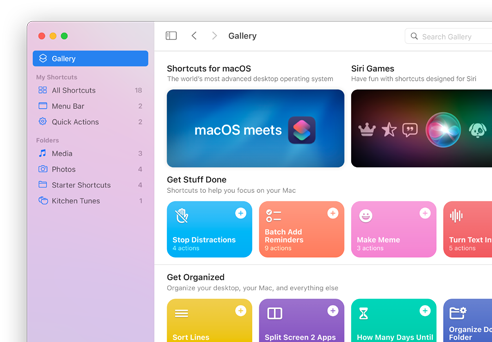 Gallery
Search Gallery
Gallery
My Shortcuts
All Shortcuts 18
Menu Bar 2
Quick Actions 2
Folders
Media 3
Photos 4
Starter Shortcuts 4
Kitchen Tunes 1
Shortcuts for macOS
The world's most advanced desktop operating system
macOS meets
Siri Games
Have fun with shortcuts designed for Siri
Get Stuff Done
Shortcuts to help you focus on your Mac
Stop Distractions
4 actions
Batch Add
Reminders
9 actions
Make Meme
3 actions
Turn Text In
5 actions
Get Organized
Organize your desktop, your Mac, and everything else
Sort Lines
Split Screen 2 Apps
How Many Days Until
Organize Do
Folder